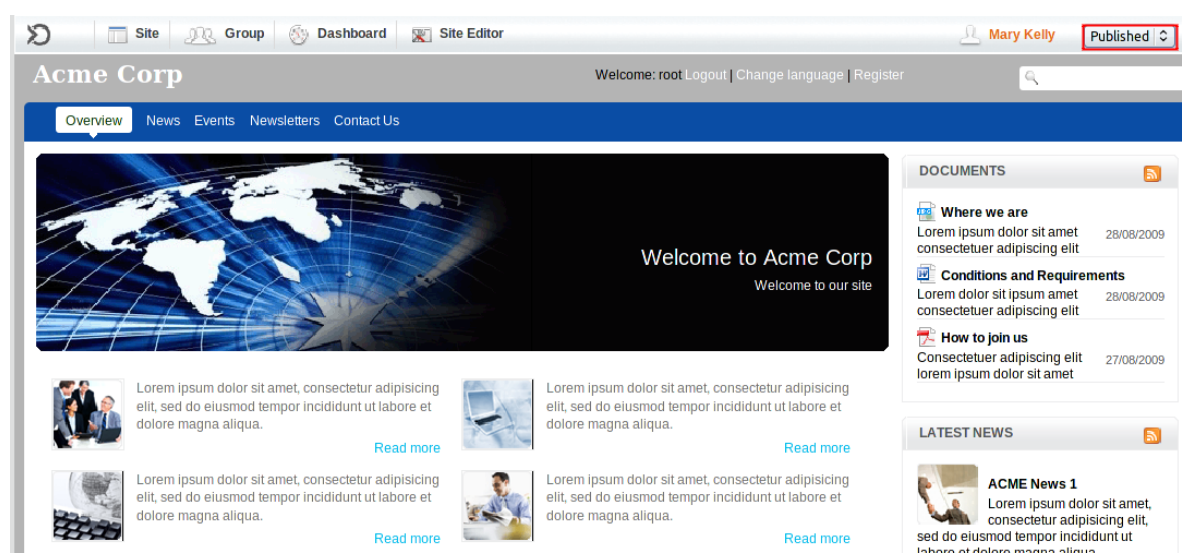 Site Group Dashboard Site Editor Mary Kelly Published
Acme Corp
Welcome: root Logout | Change language | Register
Overview News Events Newsletters Contact Us
Welcome to Acme Corp
Welcome to our site
Lorem ipsum dolor sit amet, consectetur adipisicing
elit, sed do eiusmod tempor incididunt ut labore et
dolore magna aliqua.
Read more
Lorem ipsum dolor sit amet, consectetur adipisicing
elit, sed do eiusmod tempor incididunt ut labore et
dolore magna aliqua.
Read more
Lorem ipsum dolor sit amet, consectetur adipisicing
elit, sed do eiusmod tempor incididunt ut labore et
dolore magna aliqua.
Read more
Lorem ipsum dolor sit amet, consectetur adipisicing
elit, sed do eiusmod tempor incididunt ut labore et
dolore magna aliqua.
Read more
DOCUMENTS
Where we are
Lorem ipsum dolor sit amet
consectetuer adipiscing elit
28/08/2009
Conditions and Requirements
Lorem dolor sit ipsum amet
consectetuer adipiscing elit
28/08/2009
How to join us
Consectetuer adipiscing elit
lorem ipsum dolor sit amet
27/08/2009
LATEST NEWS
ACME News 1
Lorem ipsum dolor sit amet,
consectetur adipisicing elit,
sed do eiusmod tempor incididunt ut
labore et dolore magna aliqua